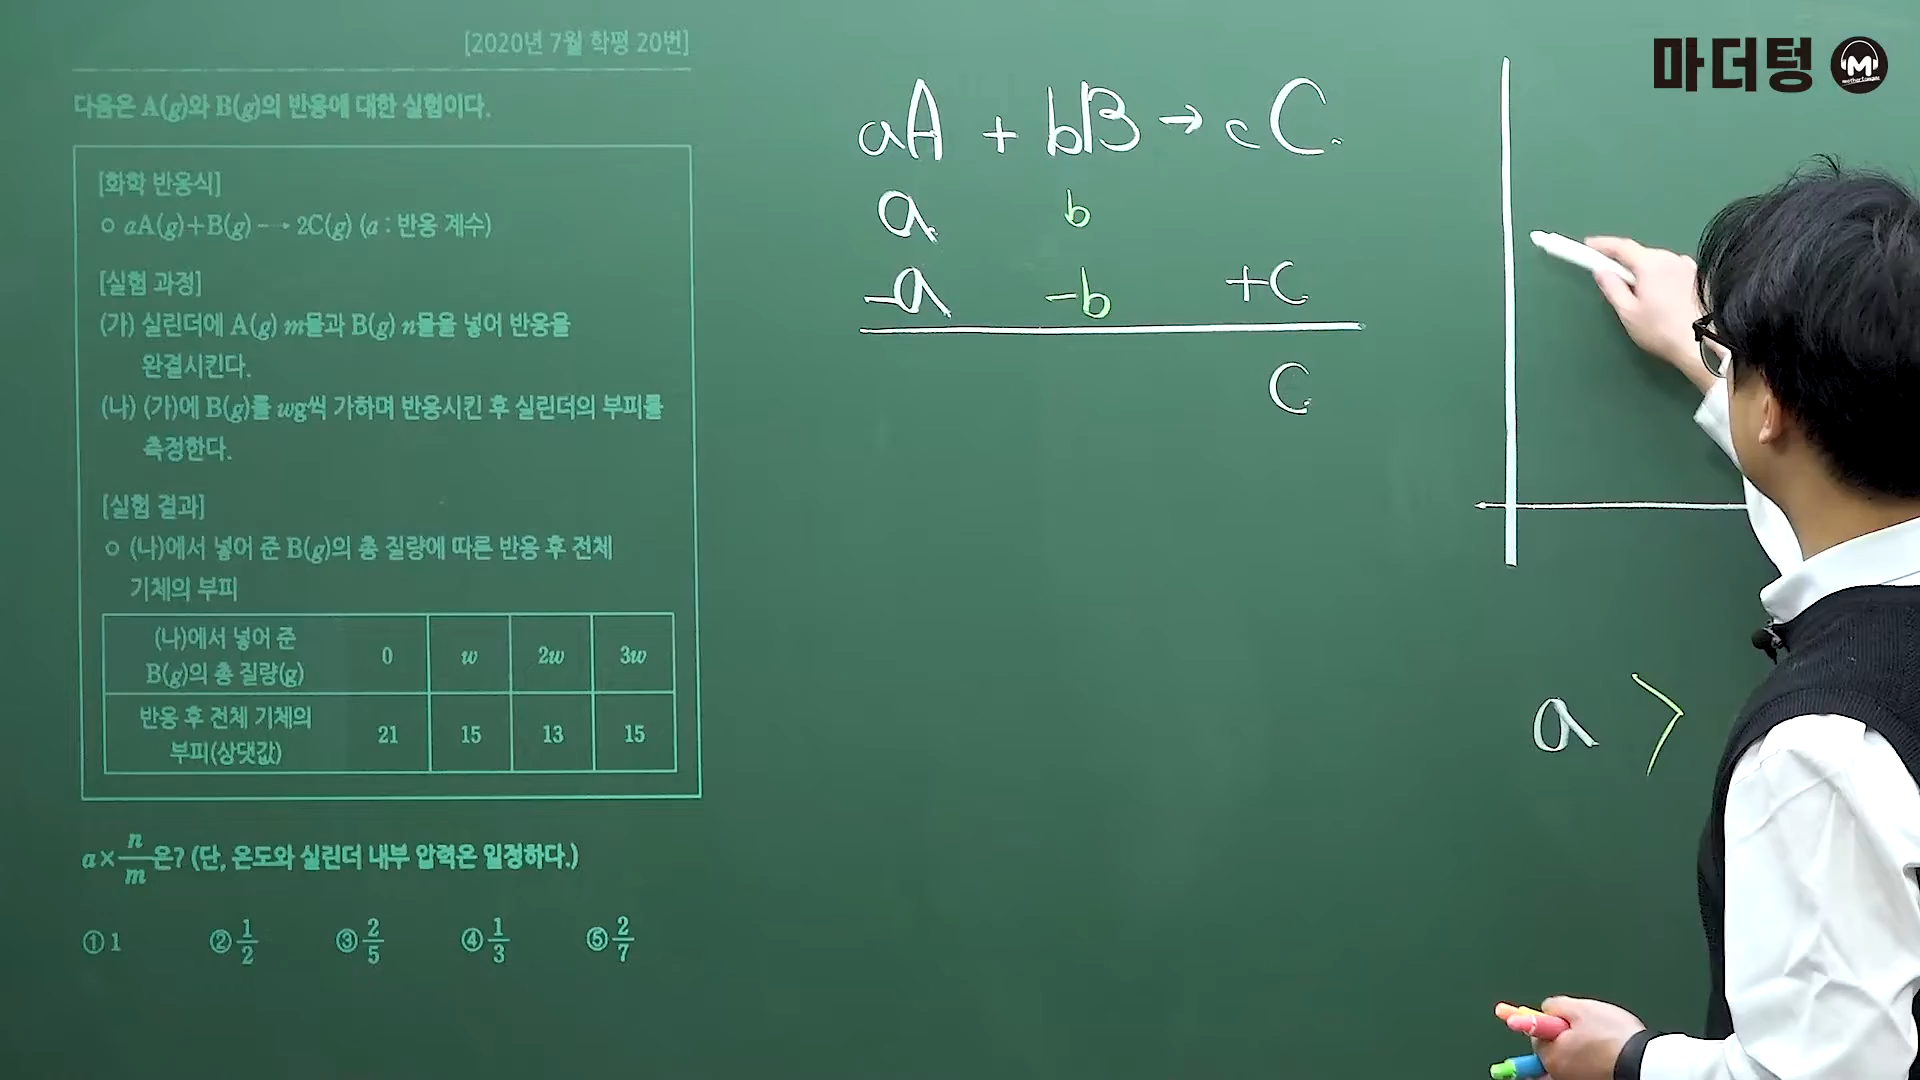 [2020년 7월 학평 20번]
다음은 A(g)와 B(g)의 반응에 대한 실험이다.
[화학 반응식]
○ aA(g)+B(g) → 2C(g) (a : 반응 계수)
[실험 과정]
(가) 실린더에 A(g) m몰과 B(g) n몰을 넣어 반응을
완결시킨다.
(나) (가)에 B(g)를 wg씩 가하며 반응시킨 후 실린더의 부피를
측정한다.
[실험 결과]
○ (나)에서 넣어 준 B(g)의 총 질량에 따른 반응 후 전체
기체의 부피
(나)에서 넣어 준
B(g)의 총 질량(g) 0 w 2w 3w
반응 후 전체 기체의
부피(상댓값) 21 15 13 15
a× n/m 은? (단, 온도와 실린더 내부 압력은 일정하다.)
① 1 ② 1/2 ③ 2/5 ④ 1/3 ⑤ 2/7
aA + bB → cC
a b
-a -b +c
c
a >
마더텅
M